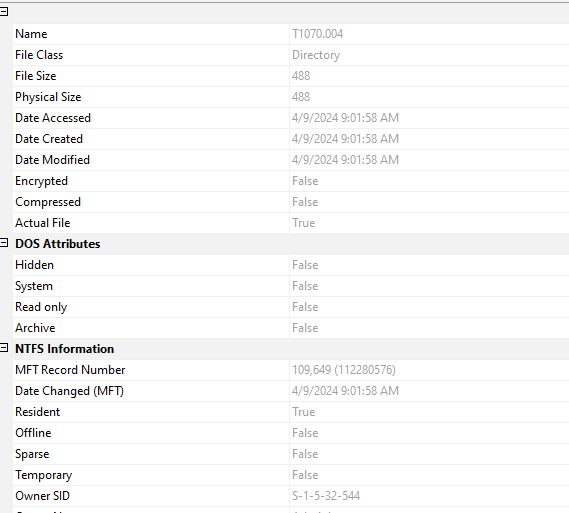 Name T1070.004
File Class Directory
File Size 488
Physical Size 488
Date Accessed 4/9/2024 9:01:58 AM
Date Created 4/9/2024 9:01:58 AM
Date Modified 4/9/2024 9:01:58 AM
Encrypted False
Compressed False
Actual File True
DOS Attributes
Hidden False
System False
Read only False
Archive False
NTFS Information
MFT Record Number 109,649 (112280576)
Date Changed (MFT) 4/9/2024 9:01:58 AM
Resident True
Offline False
Sparse False
Temporary False
Owner SID S-1-5-32-544